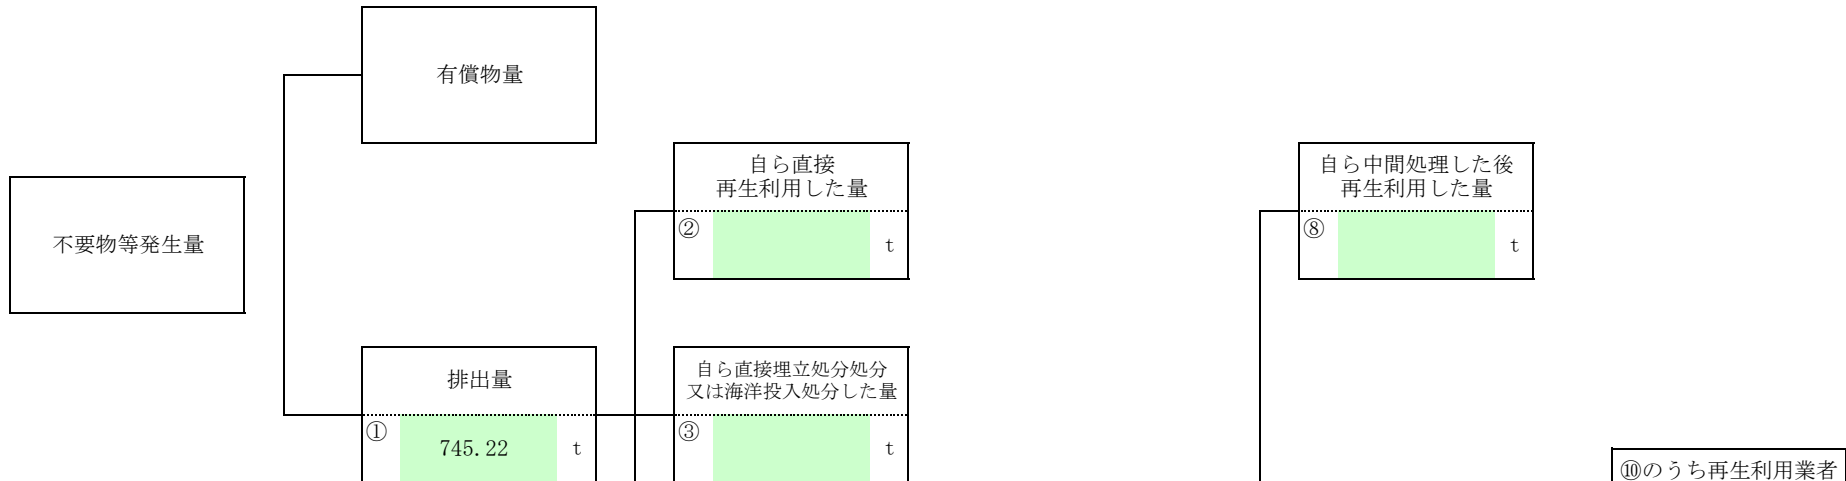 有償物量
自ら直接
再生利用した量
②
t
自ら中間処理した後
再生利用した量
⑧
t
不要物等発生量
排出量
①
745.22
t
自ら直接埋立処分処分
又は海洋投入処分した量
③
t
⑩のうち再生利用業者